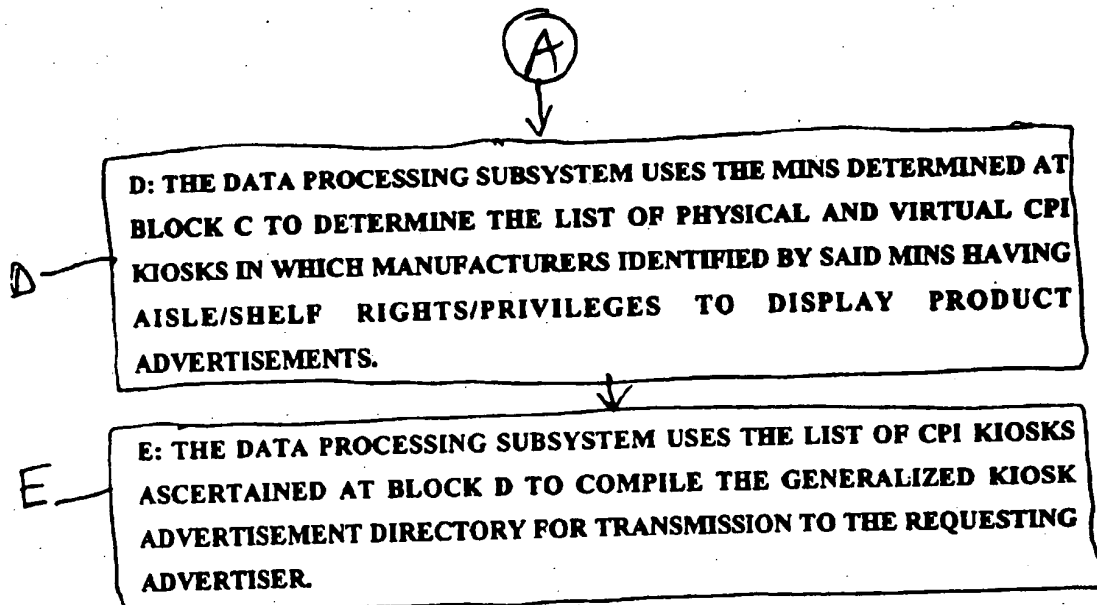 A
D: THE DATA PROCESSING SUBSYSTEM USES THE MINS DETERMINED AT
BLOCK C TO DETERMINE THE LIST OF PHYSICAL AND VIRTUAL CPI
KIOSKS IN WHICH MANUFACTURERS IDENTIFIED BY SAID MINS HAVING
AISLE/SHELF RIGHTS/PRIVILEGES TO DISPLAY PRODUCT
ADVERTISEMENTS.
D
E: THE DATA PROCESSING SUBSYSTEM USES THE LIST OF CPI KIOSKS
ASCERTAINED AT BLOCK D TO COMPILE THE GENERALIZED KIOSK
ADVERTISEMENT DIRECTORY FOR TRANSMISSION TO THE REQUESTING
ADVERTISER.
E